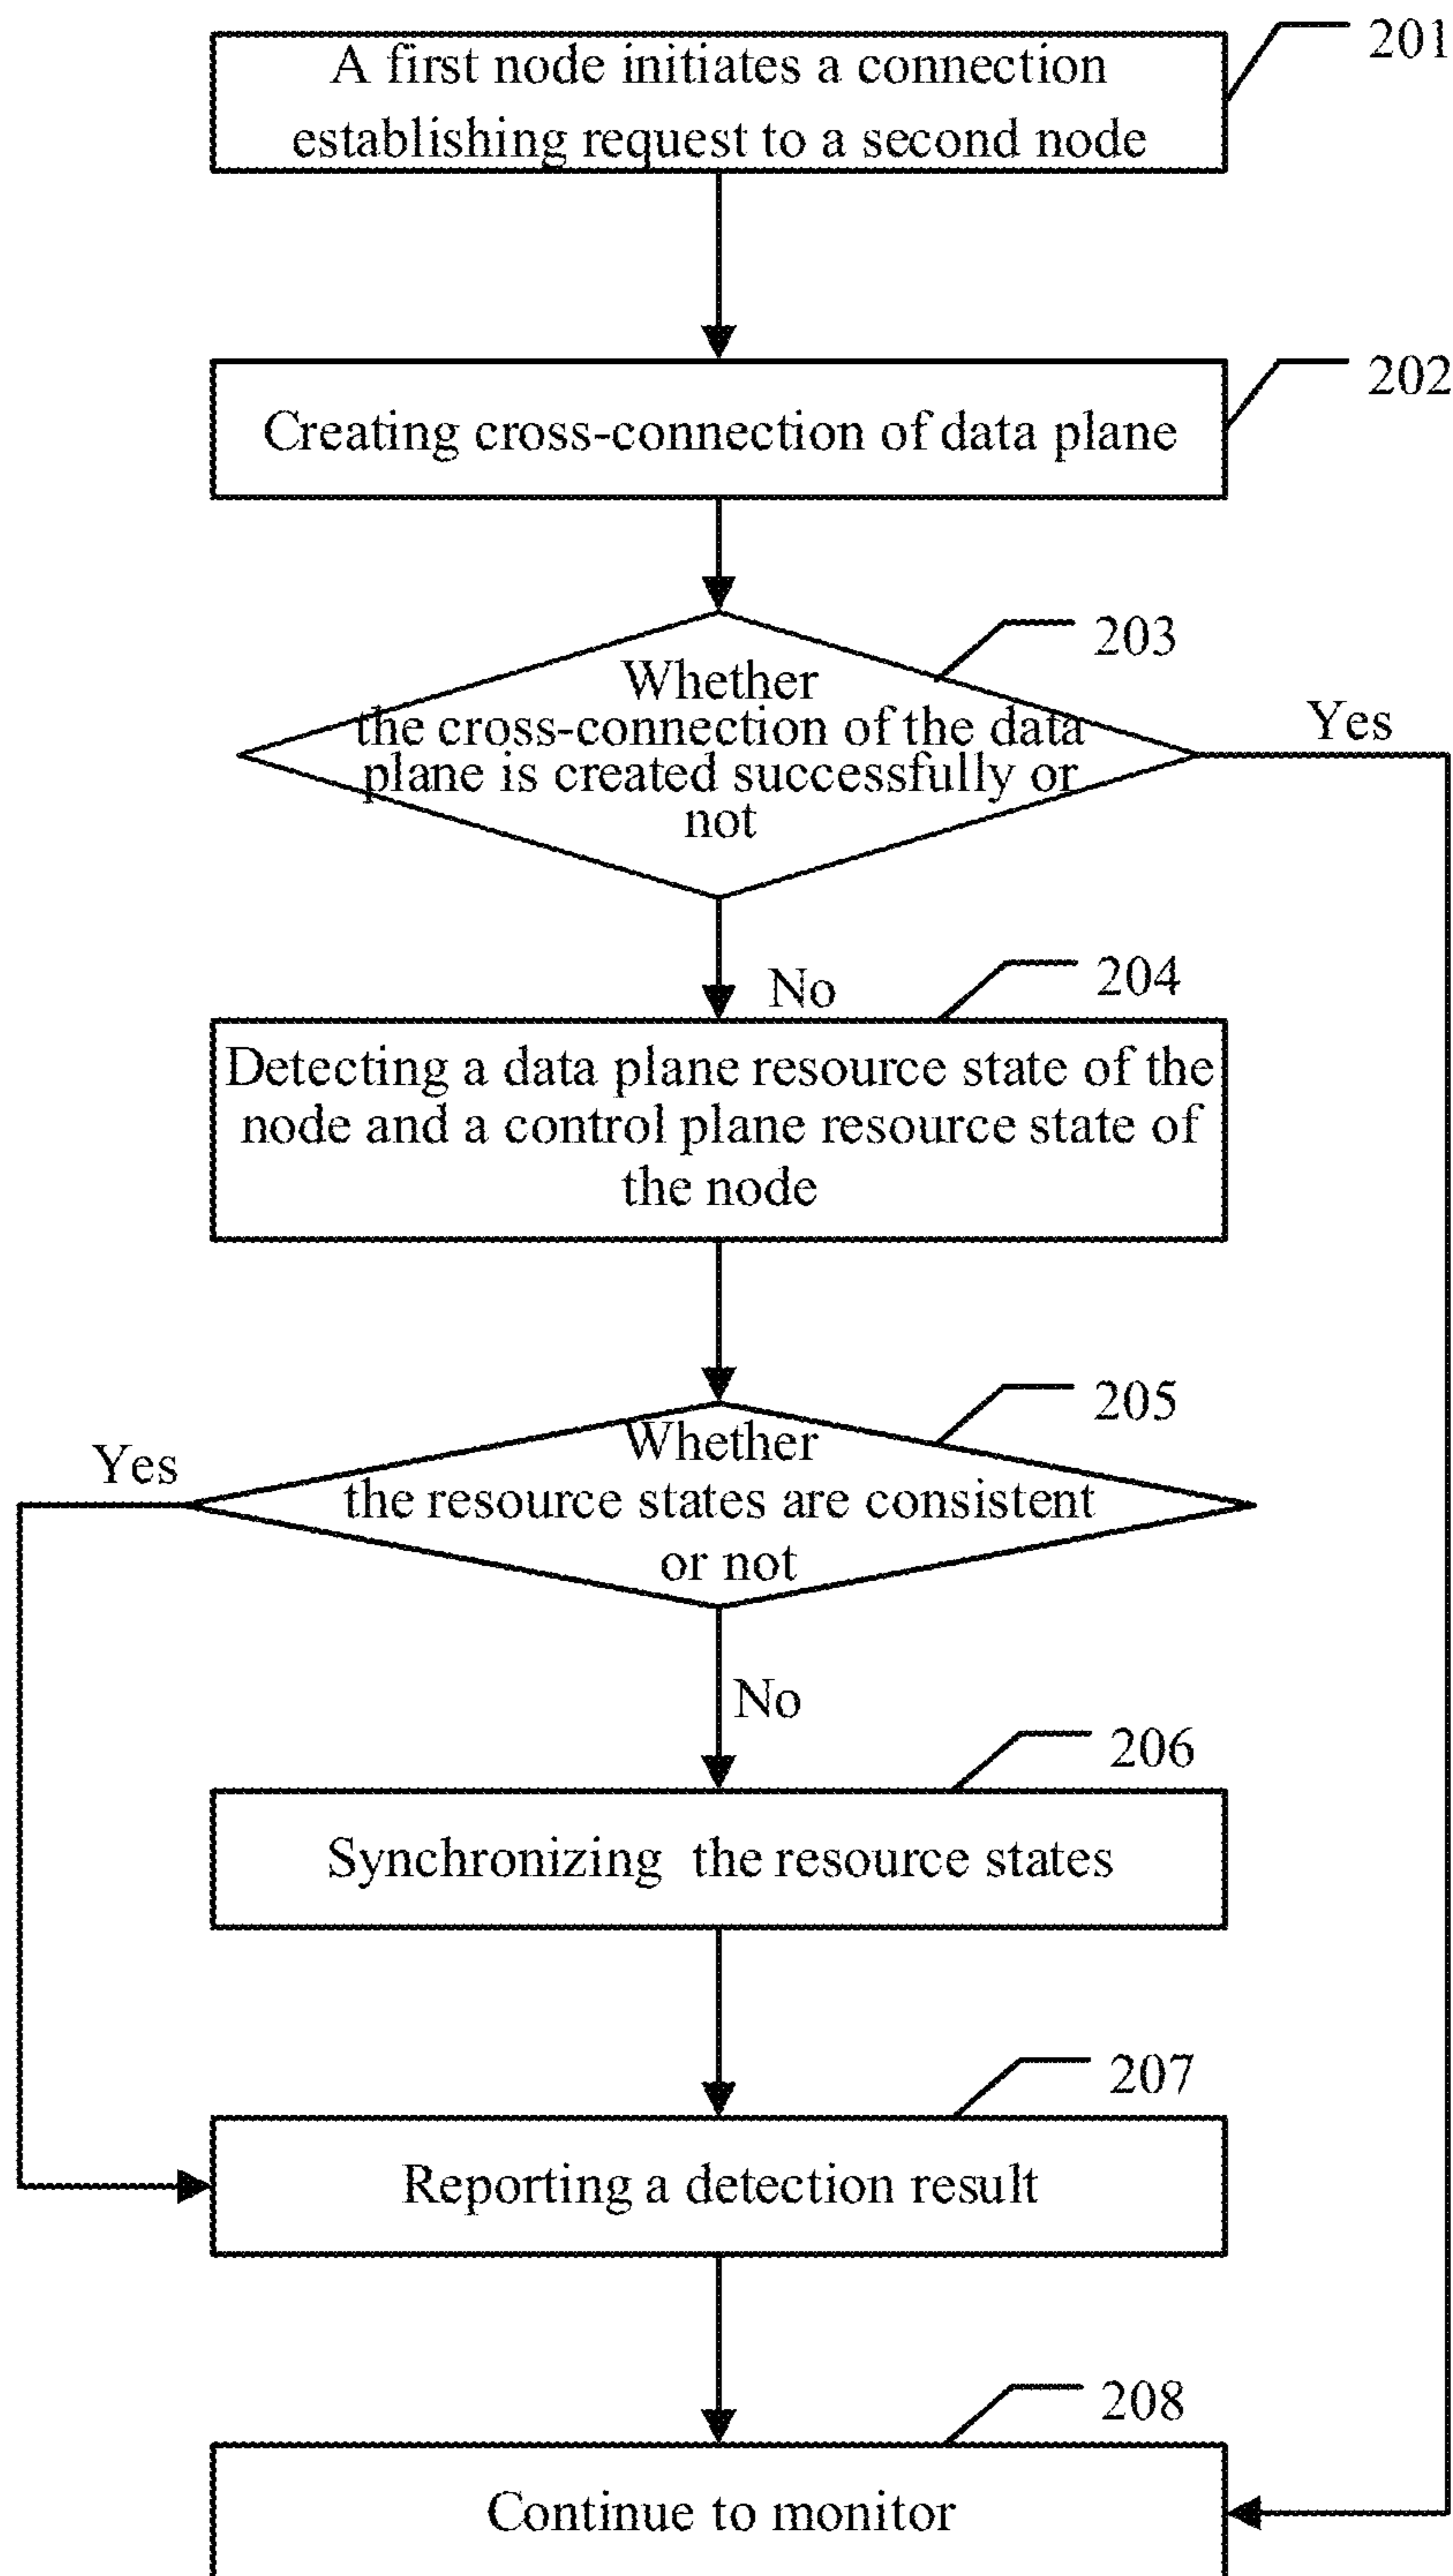 201
A first node initiates a connection
establishing request to a second node
202
Creating cross-connection of data plane
203
Whether
the cross-connection of the data
plane is created successfully or
not
Yes
No
204
Detecting a data plane resource state of the
node and a control plane resource state of
the node
205
Whether
the resource states are consistent
or not
Yes
No
206
Synchronizing the resource states
207
Reporting a detection result
208
Continue to monitor